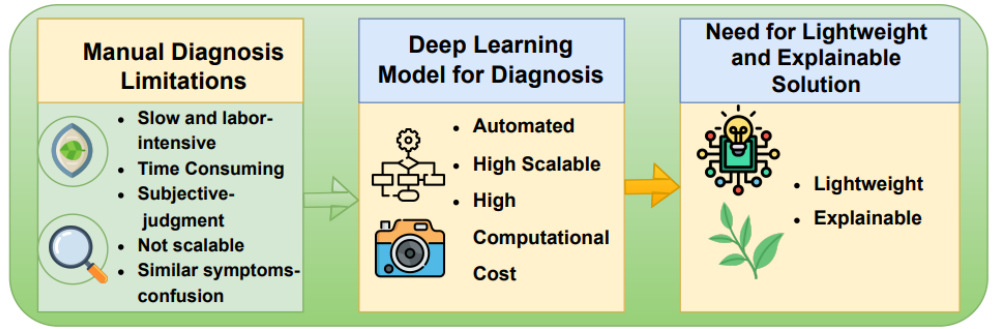 Manual Diagnosis
Limitations
• Slow and labor-
intensive
• Time Consuming
• Subjective-
judgment
• Not scalable
• Similar symptoms-
confusion
Deep Learning
Model for Diagnosis
• Automated
• High Scalable
• High
Computational
Cost
Need for Lightweight
and Explainable
Solution
• Lightweight
• Explainable